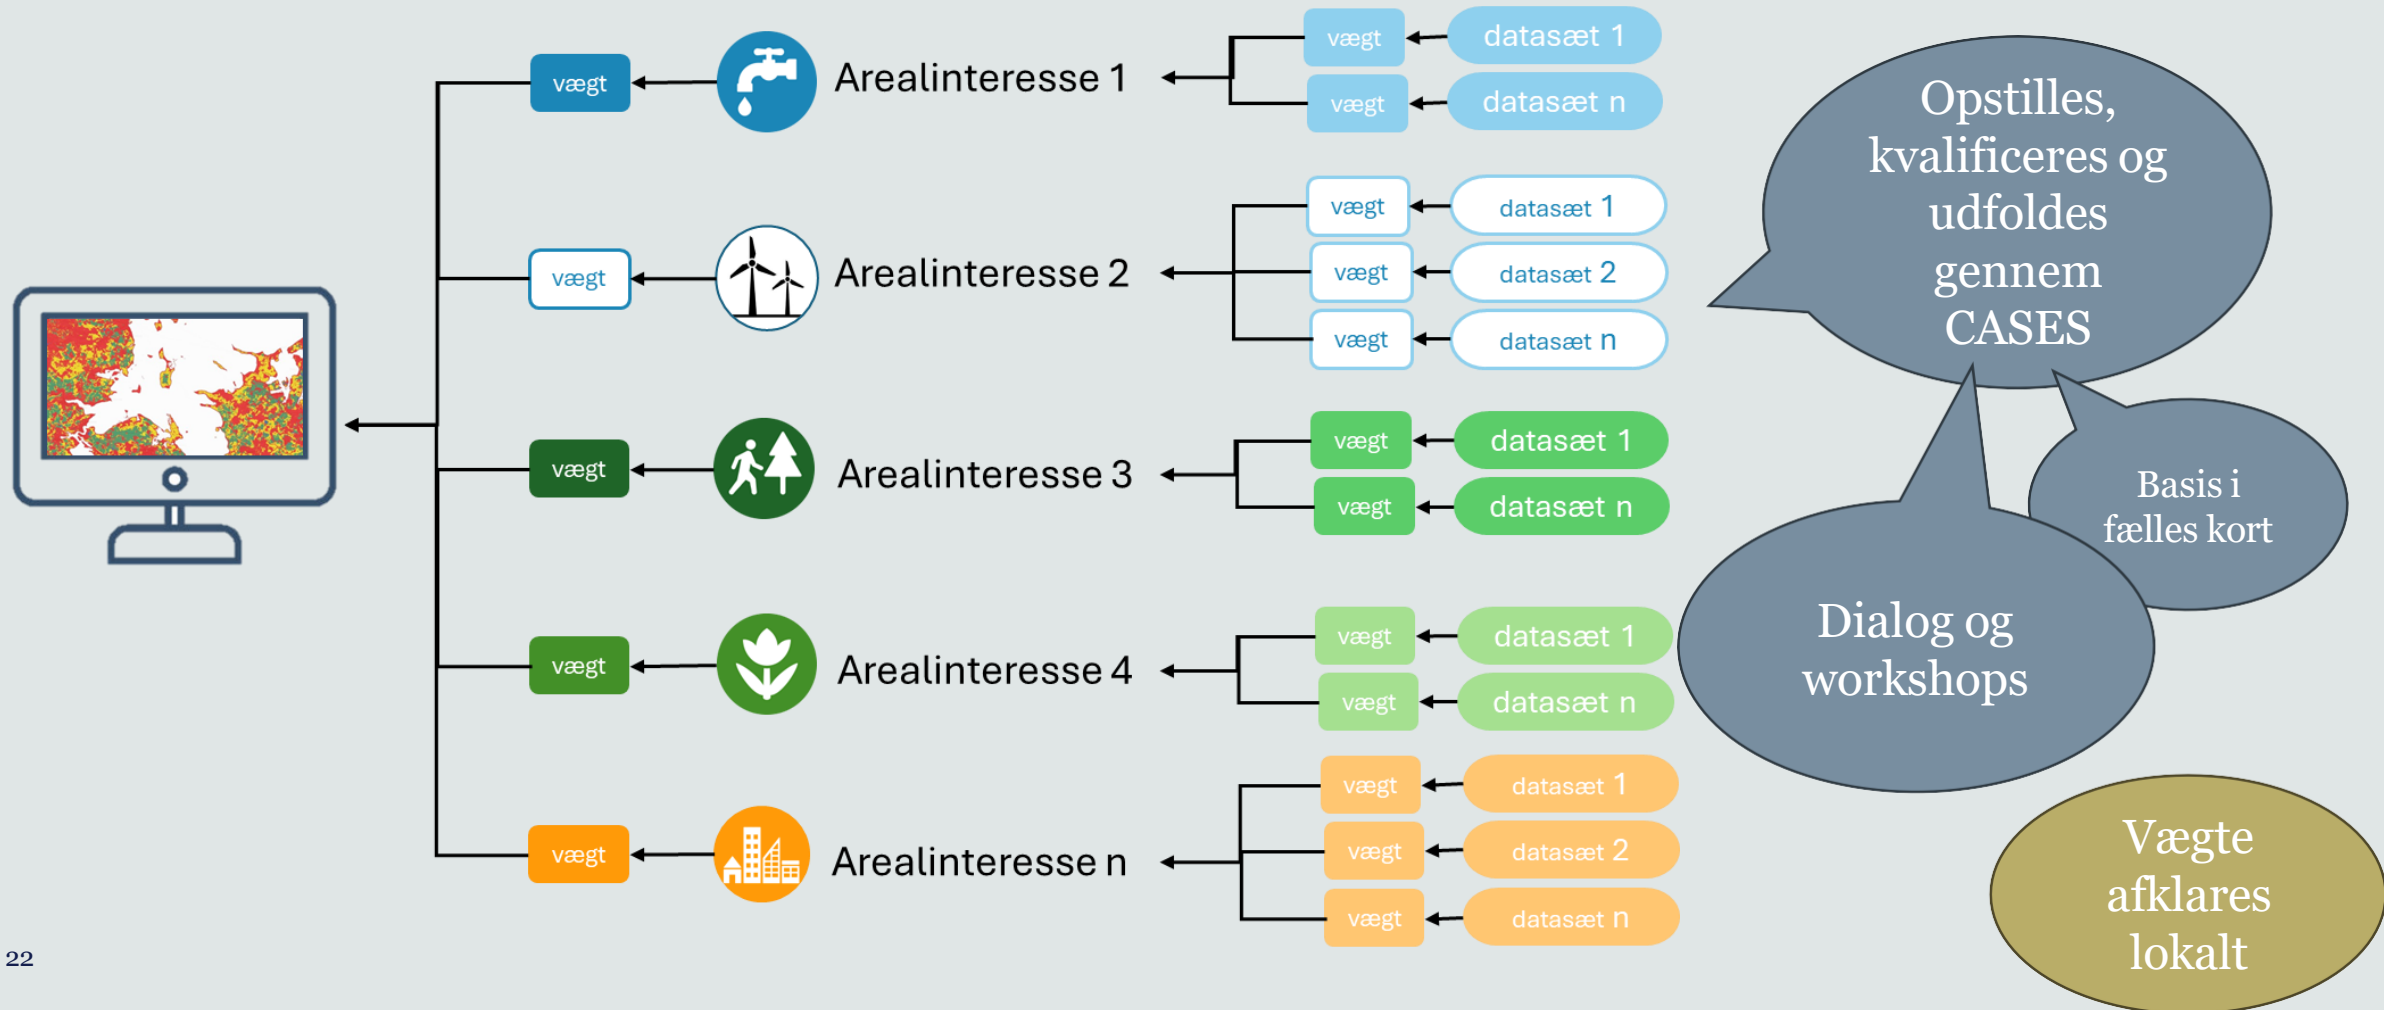 vægt
Arealinteresse 1
vægt
datasæt 1
vægt
datasæt n
vægt
Arealinteresse 2
vægt
datasæt 1
vægt
datasæt 2
vægt
datasæt n
vægt
Arealinteresse 3
vægt
datasæt 1
vægt
datasæt n
vægt
Arealinteresse 4
vægt
datasæt 1
vægt
datasæt n
vægt
Arealinteresse n
vægt
datasæt 1
vægt
datasæt 2
vægt
datasæt n
Opstilles,
kvalificeres og
udfoldes
gennem
CASES
Basis i
fælles kort
Dialog og
workshops
Vægte
afklares
lokalt
22